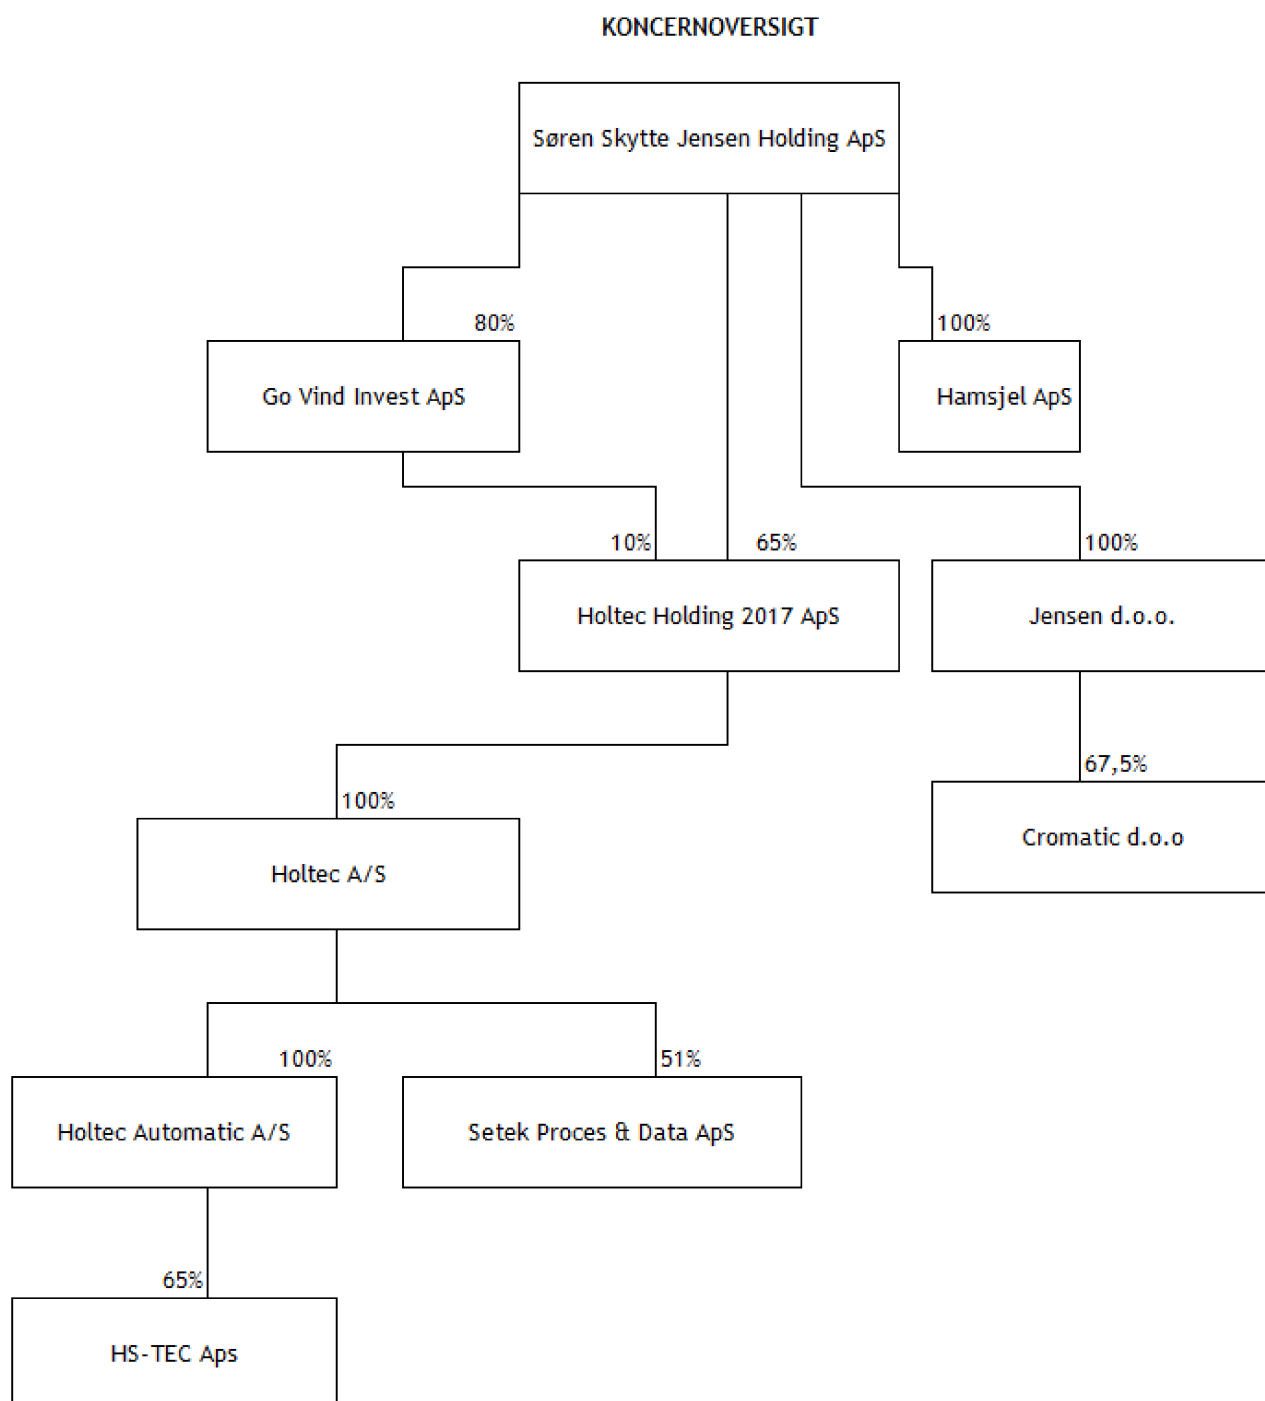 KONCERNOVERSIGT
Søren Skytte Jensen Holding ApS
80%
100%
Go Vind Invest ApS
Hamsjel ApS
10%
65%
100%
Holtec Holding 2017 ApS
Jensen d.o.o.
67,5%
100%
Cromatic d.o.o
Holtec A/S
100%
51%
Holtec Automatic A/S
Setek Proces & Data ApS
65%
HS-TEC Aps